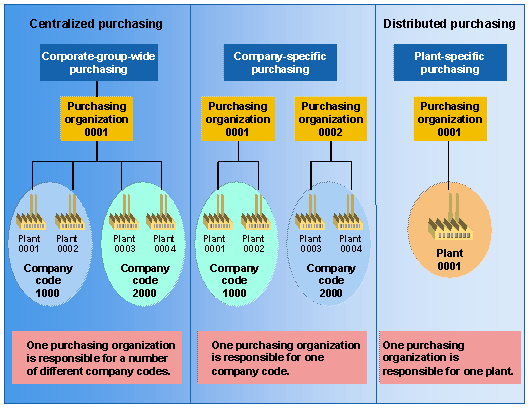 Centralized purchasing
Distributed purchasing
Corporate-group-wide
purchasing
Company-specific
purchasing
Plant-specific
purchasing
Purchasing
organization
0001
Purchasing
organization
0001
Purchasing
organization
0002
Purchasing
organization
0001
Plant
0001
Plant
0002
Company
code
1000
Plant
0003
Plant
0004
Company
code
2000
Plant
0001
Plant
0002
Company
code
1000
Plant
0003
Plant
0004
Company
code
2000
Plant
0001
One purchasing organization
is responsible for a number
of different company codes.
One purchasing organization
is responsible for one
company code.
One purchasing
organization is
responsible for one plant.